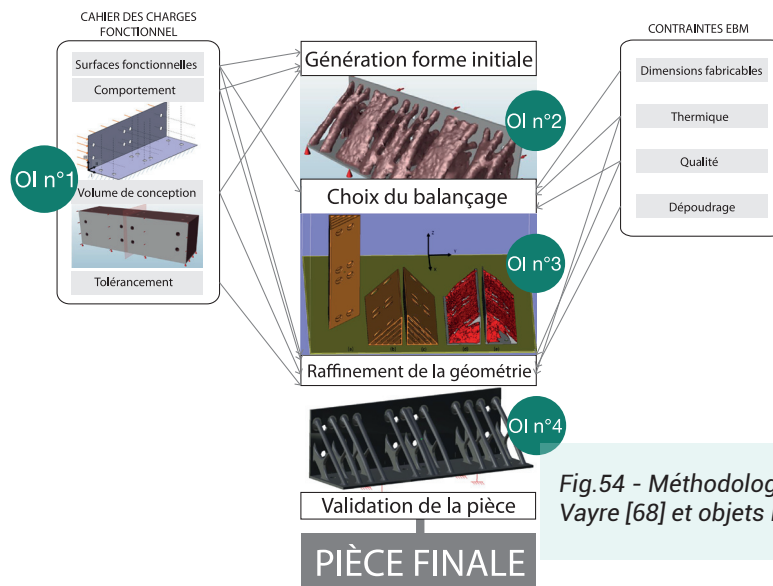 CAHIER DES CHARGES
FONCTIONNEL
Surfaces fonctionnelles
Comportement
OI n°1
Volume de conception
Tolérancement
Génération forme initiale
OI n°2
Choix du balançage
OI n°3
Raffinement de la géométrie
OI n°4
Validation de la pièce
PIÈCE FINALE
CONTRAINTES EBM
Dimensions fabricables
Thermique
Qualité
Dépoudrage
Fig.54 - Méthodolog
Vayre [68] et objets